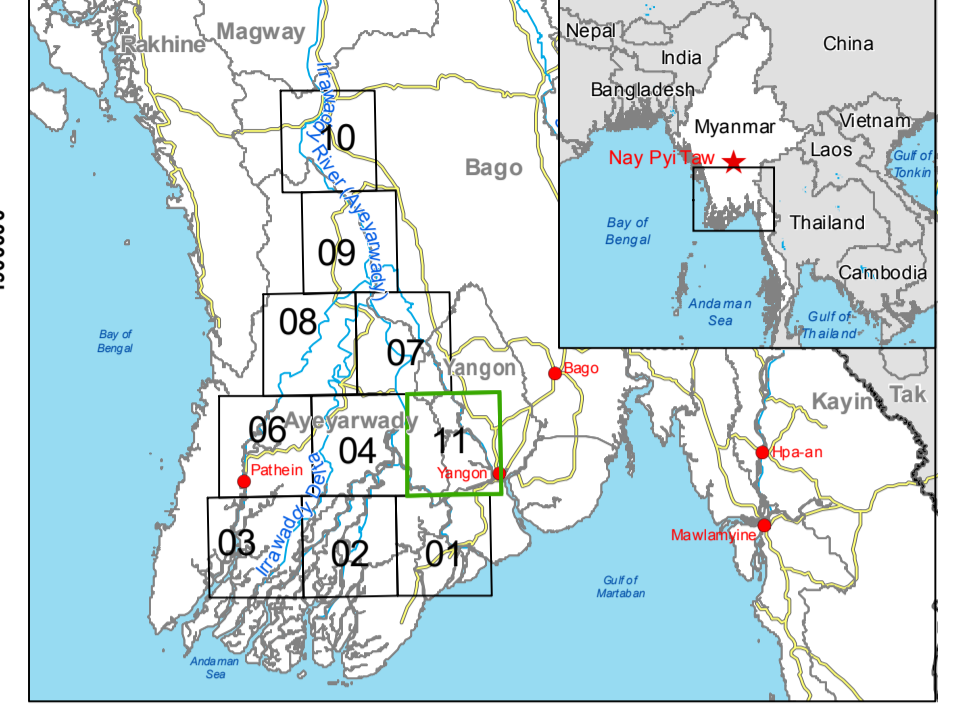 Rakhine
Magway
Irrawaddy River (Ayeyarwady)
10
Bago
09
08
07
Bay of
Bengal
Yangon
Bago
Ayeyarwady
06
04
11
Pathein
Yangon
Irrawaddy Delta
03
02
01
Kayin
Tak
Hpa-an
Mawlamyine
Gulf of
Martaban
Andaman
Sea
Nepal
China
India
Bangladesh
Myanmar
Vietnam
Laos
Nay Pyi Taw
Gulf of
Tonkin
Bay of
Bengal
Thailand
Cambodia
Andaman
Sea
Gulf of
Thailand